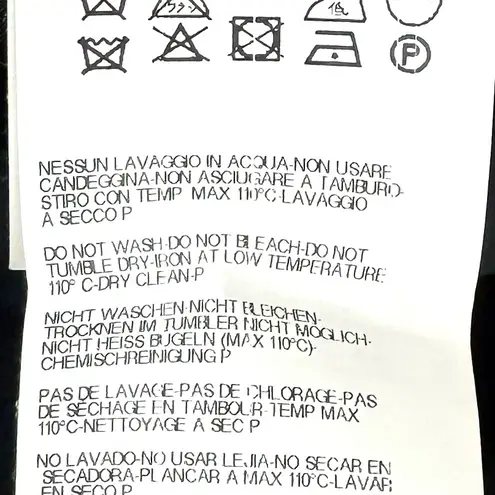 低
P
NESSUN LAVAGGIO IN ACQUA-NON USARE
CANDEGGINA-NON ASCIUGARE A TAMBURO-
STIRO CON TEMP MAX 110°C-LAVAGGIO
A SECCO P
DO NOT WASH-DO NOT BLEACH-DO NOT
TUMBLE DRY-IRON AT LOW TEMPERATURE
110° C-DRY CLEAN-P
NICHT WASCHEN-NICHT BLEICHEN-
TROCKNEN IM TUMBLER NICHT MOGLICH-
NICHT HEISS BUGELN (MAX 110°C)-
CHEMISCHREINIGUNG P
PAS DE LAVAGE-PAS DE CHLORAGE-PAS
DE SÉCHAGE EN TAMBOUR-TEMP MAX
110°C-NETTOYAGE A SEC P
NO LAVADO-NO USAR LEJIA-NO SECAR EN
SECADORA-PLANCAR A MAX 110°C-LAVAR
EN SECO P